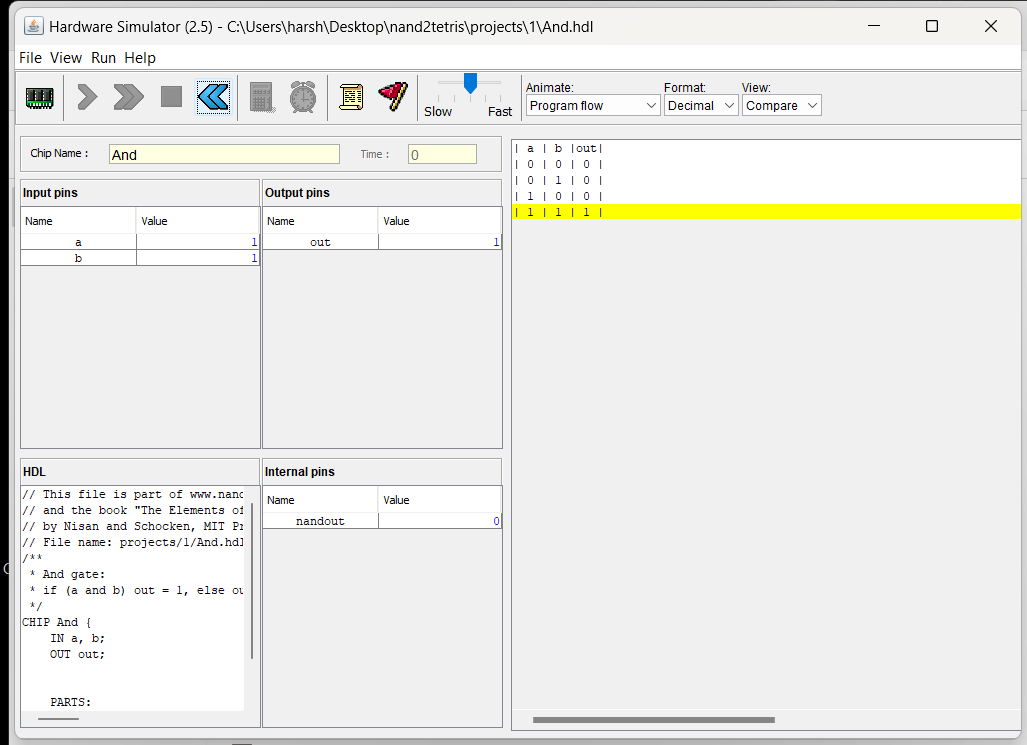 Hardware Simulator (2.5) - C:\Users\harsh\Desktop\nand2tetris\projects\1\And.hdl
File View Run Help
Slow Fast
Animate: Format: View:
Program flow Decimal Compare
Chip Name : And Time : 0
Input pins
Name Value
a 1
b 1
Output pins
Name Value
out 1
HDL
// This file is part of www.nand
// and the book "The Elements of
// by Nisan and Schocken, MIT Pr
// File name: projects/1/And.hdl
/**
* And gate:
* if (a and b) out = 1, else ou
*/
CHIP And {
IN a, b;
OUT out;
PARTS:
Internal pins
Name Value
nandout 0
| a | b |out|
| 0 | 0 | 0 |
| 0 | 1 | 0 |
| 1 | 0 | 0 |
| 1 | 1 | 1 |